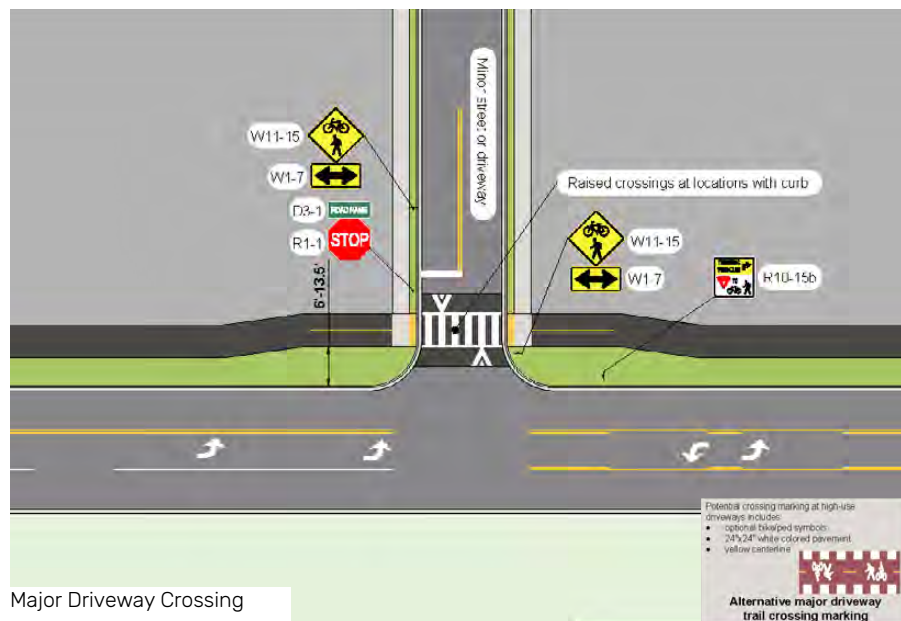 Minor street or driveway
W11-15
W1-7
D3-1
ROAD NAME
R1-1
STOP
6'-13.5'
Raised crossings at locations with curb
W11-15
W1-7
R10-15b
Potential crossing marking at high-use
driveways includes:
• optional bike/ped symbols
• 24"x24" white colored pavement
• yellow centerline
Alternative major driveway
trail crossing marking
Major Driveway Crossing